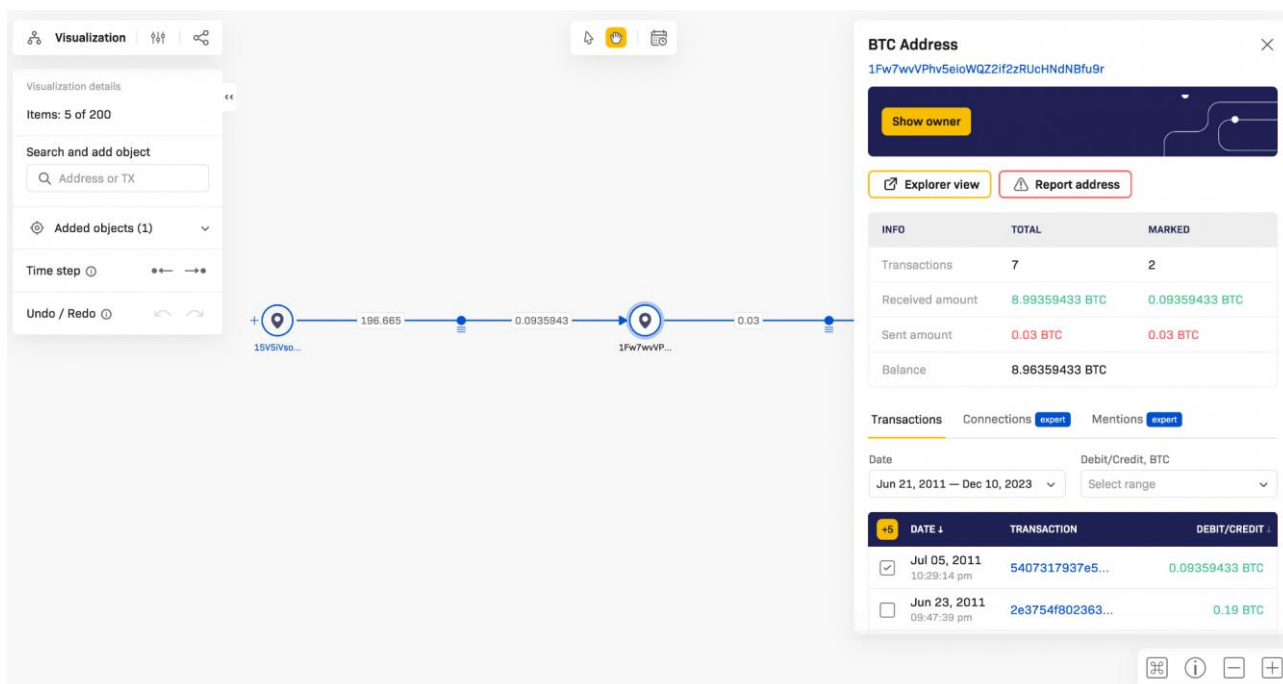 Visualization
Visualization details
Items: 5 of 200
Search and add object
Address or TX
Added objects (1)
Time step
Undo / Redo
196.665
0.0935943
0.03
15V5iVso...
1Fw7wvVP...
BTC Address
1Fw7wvVPhv5eioWQZ2if2zRUcHNdNBfu9r
Show owner
Explorer view Report address
INFO TOTAL MARKED
Transactions 7 2
Received amount 8.99359433 BTC 0.09359433 BTC
Sent amount 0.03 BTC 0.03 BTC
Balance 8.96359433 BTC
Transactions Connections expert Mentions expert
Date Debit/Credit, BTC
Jun 21, 2011 — Dec 10, 2023 Select range
+5 DATE ↓ TRANSACTION DEBIT/CREDIT ↓
Jul 05, 2011
10:29:14 pm 5407317937e5... 0.09359433 BTC
Jun 23, 2011
09:47:39 pm 2e3754f802363... 0.19 BTC